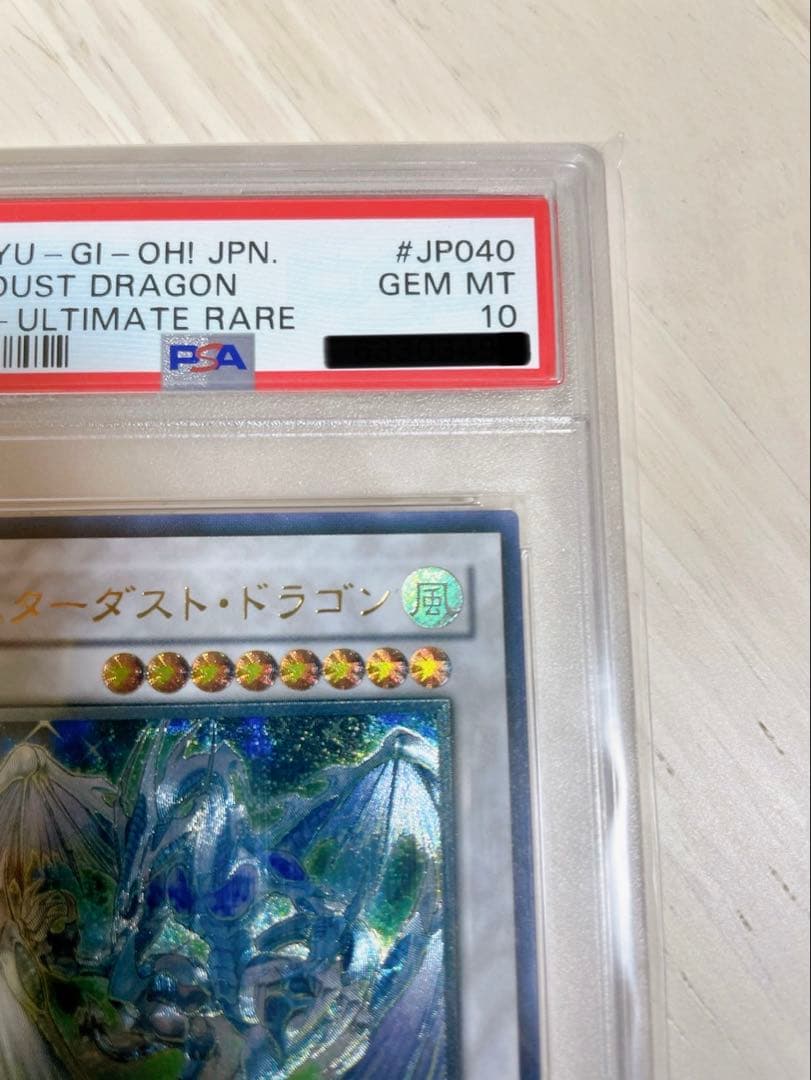 YU-GI-OH! JPN. #JP040
DUST DRAGON GEM MT
-ULTIMATE RARE 10
PSA
ターダスト・ドラゴン 風